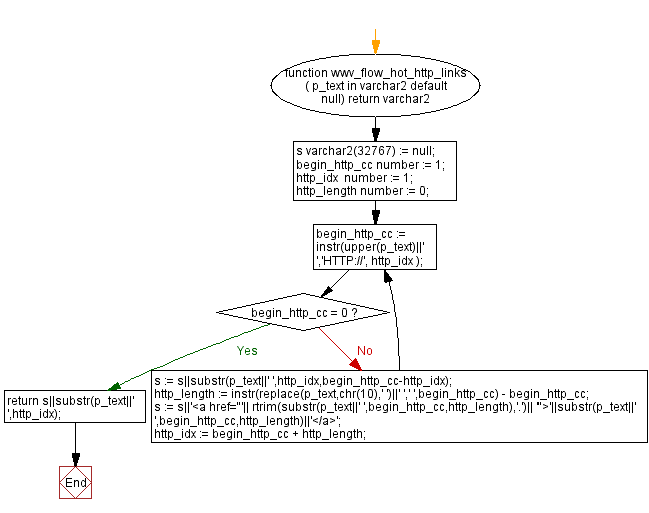 function wwv_flow_hot_http_links
( p_text in varchar2 default
null) return varchar2
s varchar2(32767) := null;
begin_http_cc number := 1;
http_idx  number := 1;
http_length number := 0;
begin_http_cc :=
instr(upper(p_text)||'
','HTTP://', http_idx );
begin_http_cc = 0 ?
Yes
No
return s||substr(p_text||'
',http_idx);
s := s||substr(p_text||' ',http_idx,begin_http_cc-http_idx);
http_length := instr(replace(p_text,chr(10),' ')||' ',' ',begin_http_cc) - begin_http_cc;
s := s||'<a href="'|| rtrim(substr(p_text||' ',begin_http_cc,http_length),'.')|| '">'||substr(p_text||'
',begin_http_cc,http_length)||'</a>';
http_idx := begin_http_cc + http_length;
End